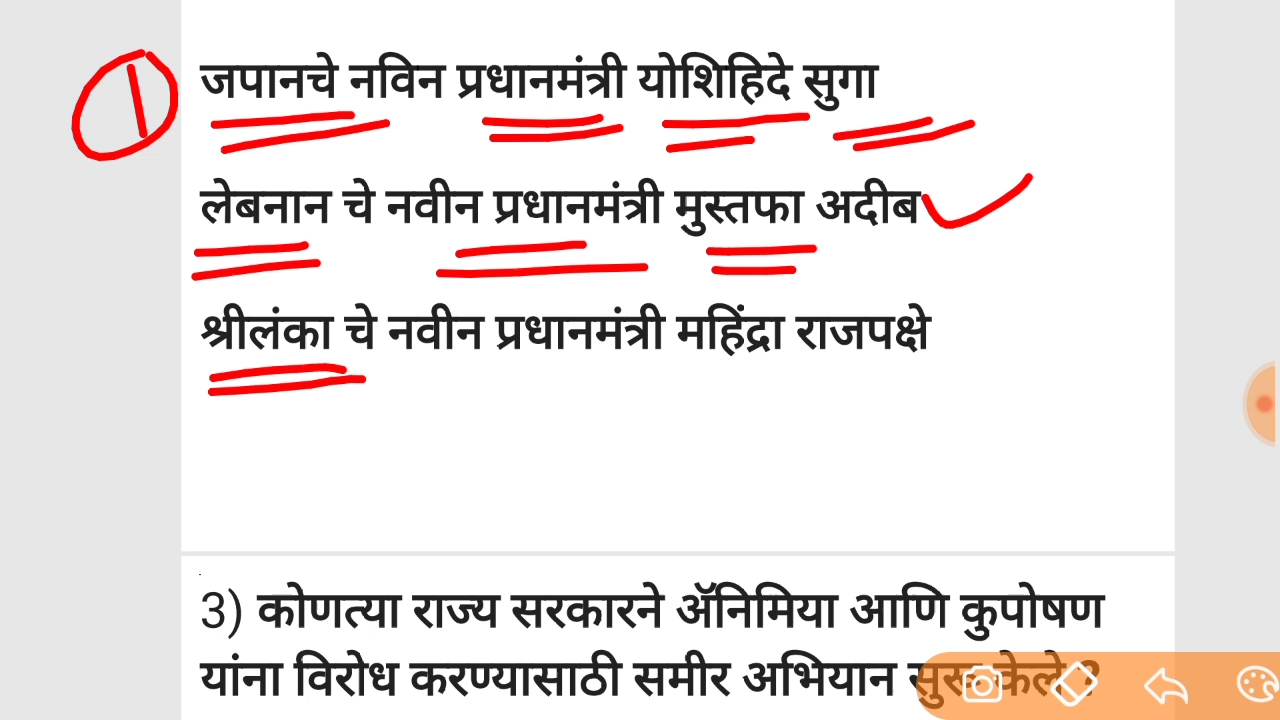 1
जपानचे नविन प्रधानमंत्री योशिहिदे सुगा
लेबनान चे नवीन प्रधानमंत्री मुस्तफा अदीब
श्रीलंका चे नवीन प्रधानमंत्री महिंद्रा राजपक्षे
3) कोणत्या राज्य सरकारने ॲनिमिया आणि कुपोषण
यांना विरोध करण्यासाठी समीर अभियान सुरू केले ?